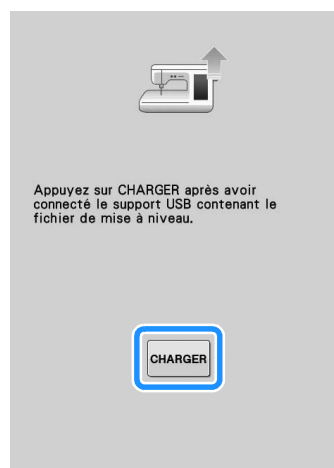 Appuyez sur CHARGER après avoir
connecté le support USB contenant le
fichier de mise à niveau.
CHARGER